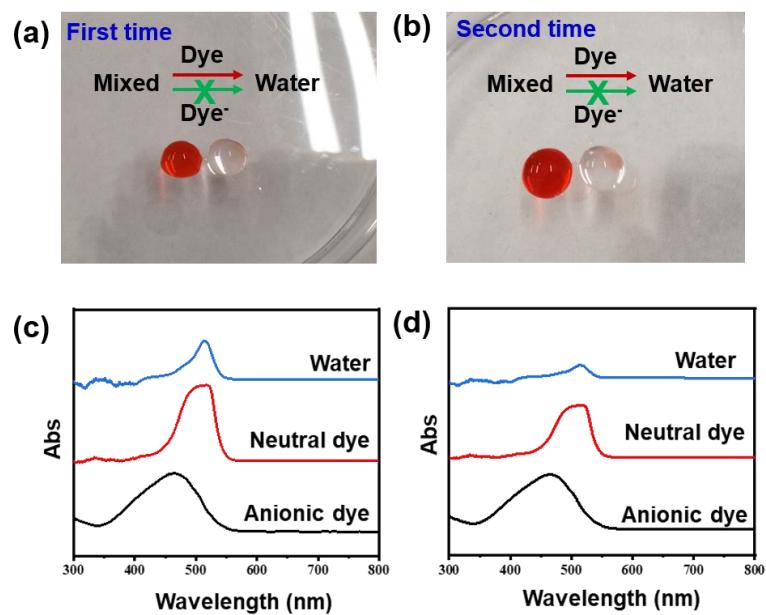 (a)
First time
Dye
Mixed
Water
Dye-
(b)
Second time
Dye
Mixed
Water
Dye-
(c)
Water
Neutral dye
Anionic dye
Abs
300 400 500 600 700 800
Wavelength (nm)
(d)
Water
Neutral dye
Anionic dye
Abs
300 400 500 600 700 800
Wavelength (nm)